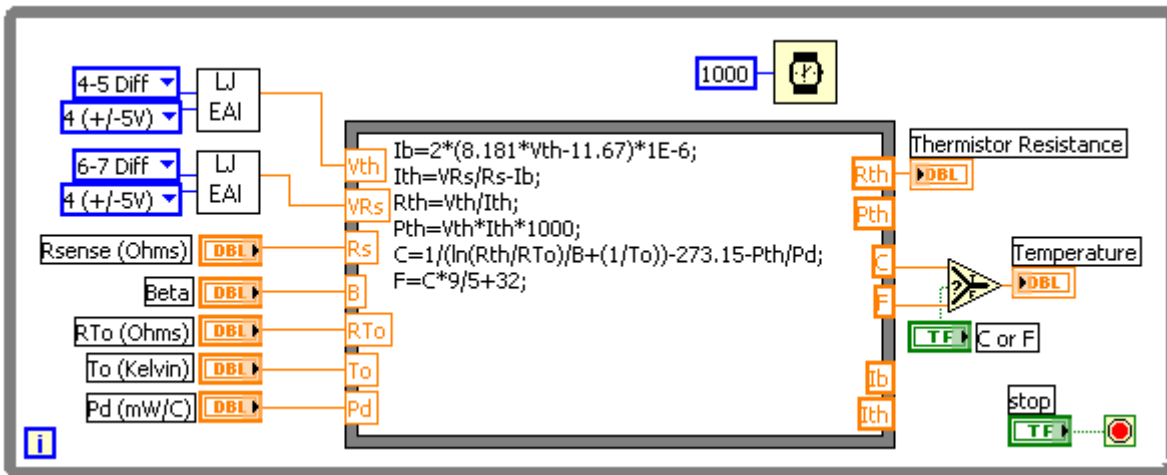 4-5 Diff
4 (+/-5V)
LJ
EAI
1000
6-7 Diff
4 (+/-5V)
LJ
EAI
Rsense (Ohms)
DBL
Beta
DBL
RTo (Ohms)
DBL
To (Kelvin)
DBL
Pd (mW/C)
DBL
Vth
VRs
Rs
B
RTo
To
Pd
Ib=2*(8.181*Vth-11.67)*1E-6;
Ith=VRs/Rs-Ib;
Rth=Vth/Ith;
Pth=Vth*Ith*1000;
C=1/((ln(Rth/RTo)/B+(1/To))-273.15-Pth/Pd;
F=C*9/5+32;
Rth
Pth
C
F
Ib
Ith
Thermistor Resistance
DBL
Temperature
DBL
?
T
F
TF
C or F
stop
TF
i